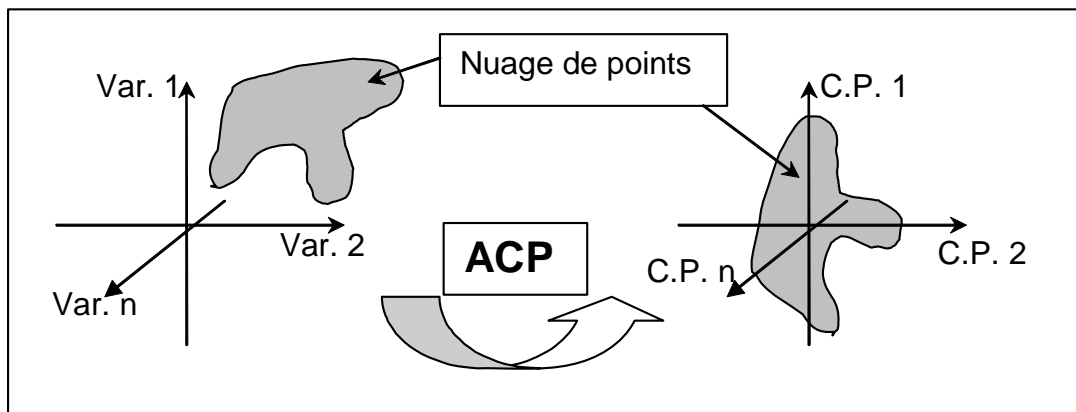 Nuage de points
Var. 1
Var. 2
Var. n
ACP
C.P. 1
C.P. 2
C.P. n